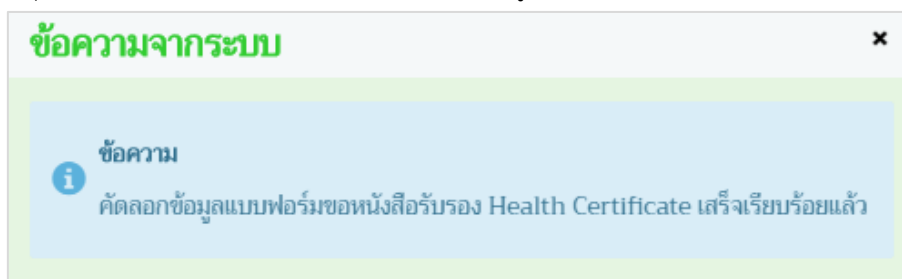 ข้อความจากระบบ
ข้อความ
คัดลอกข้อมูลแบบฟอร์มขอหนังสือรับรอง Health Certificate เสร็จเรียบร้อยแล้ว